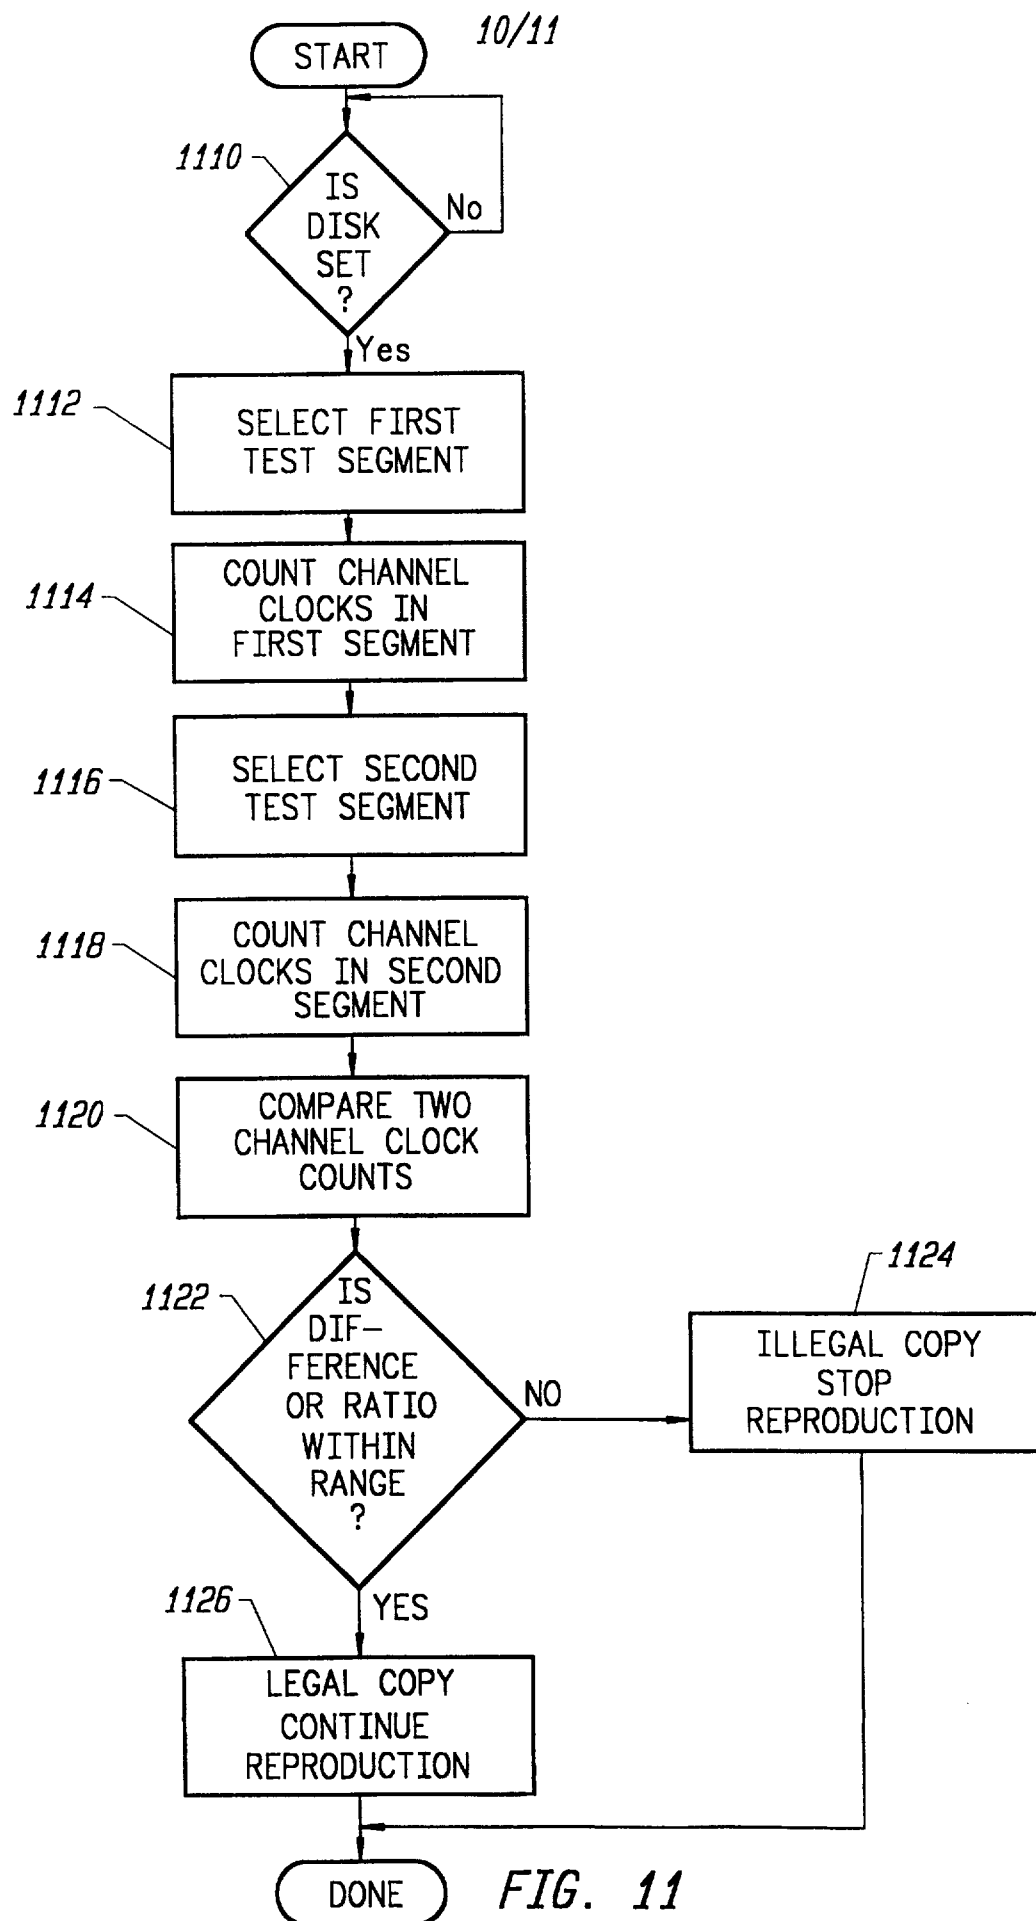 10/11
START
1110
IS
DISK
SET
?
No
Yes
1112
SELECT FIRST
TEST SEGMENT
1114
COUNT CHANNEL
CLOCKS IN
FIRST SEGMENT
1116
SELECT SECOND
TEST SEGMENT
1118
COUNT CHANNEL
CLOCKS IN SECOND
SEGMENT
1120
COMPARE TWO
CHANNEL CLOCK
COUNTS
1122
IS
DIF-
FERENCE
OR RATIO
WITHIN
RANGE
?
NO
1124
ILLEGAL COPY
STOP
REPRODUCTION
YES
1126
LEGAL COPY
CONTINUE
REPRODUCTION
DONE
FIG. 11